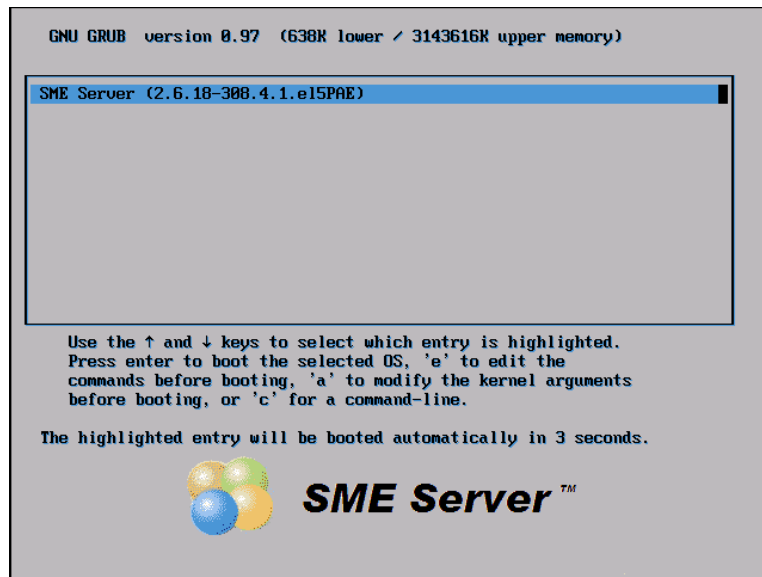 GNU GRUB version 0.97 (638K lower / 3143616K upper memory)
SME Server (2.6.18-308.4.1.el5PAE)
Use the ↑ and ↓ keys to select which entry is highlighted.
Press enter to boot the selected OS, 'e' to edit the
commands before booting, 'a' to modify the kernel arguments
before booting, or 'c' for a command-line.
The highlighted entry will be booted automatically in 3 seconds.
SME Server ™